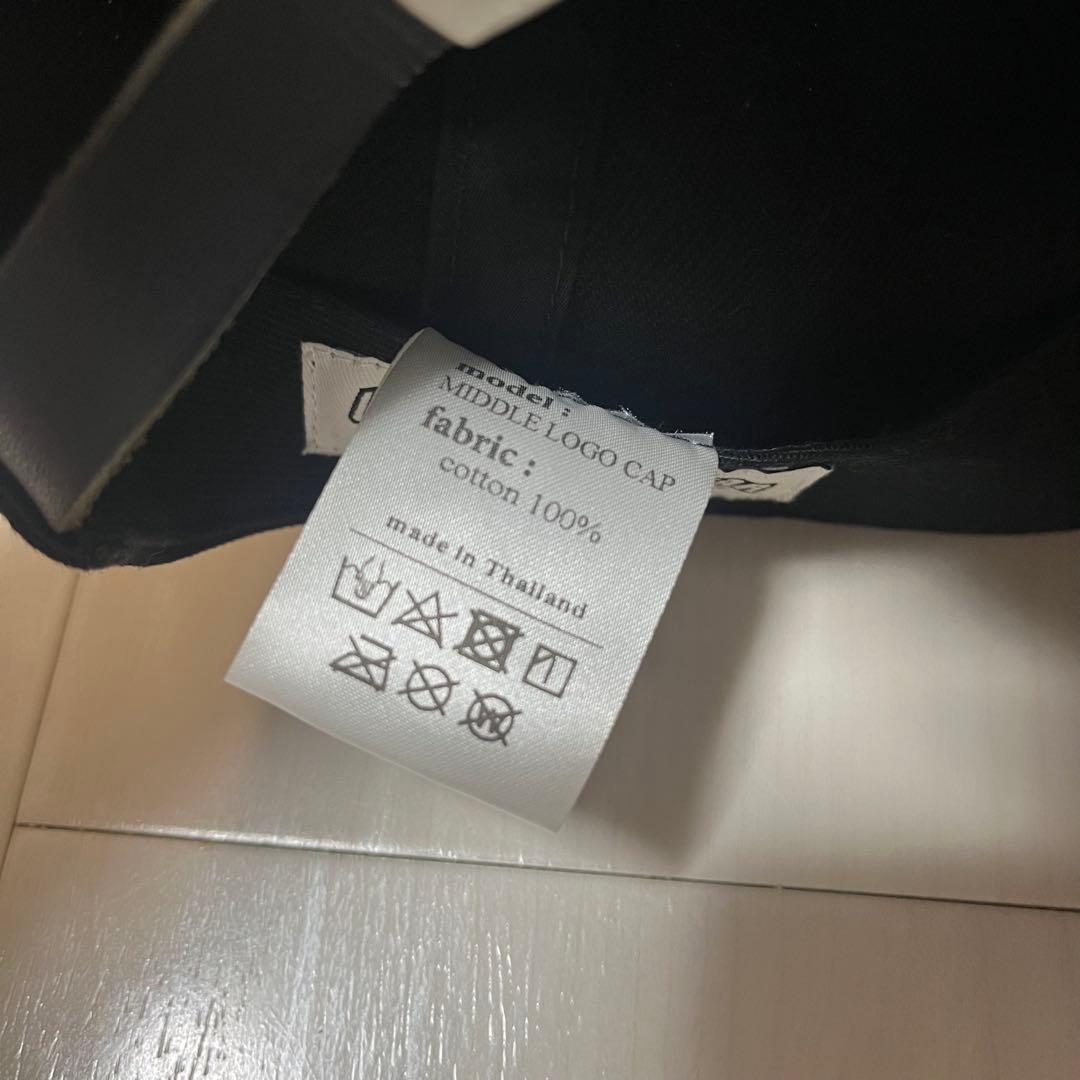 model :
MIDDLE LOGO CAP
fabric :
cotton 100%
made in Thailand